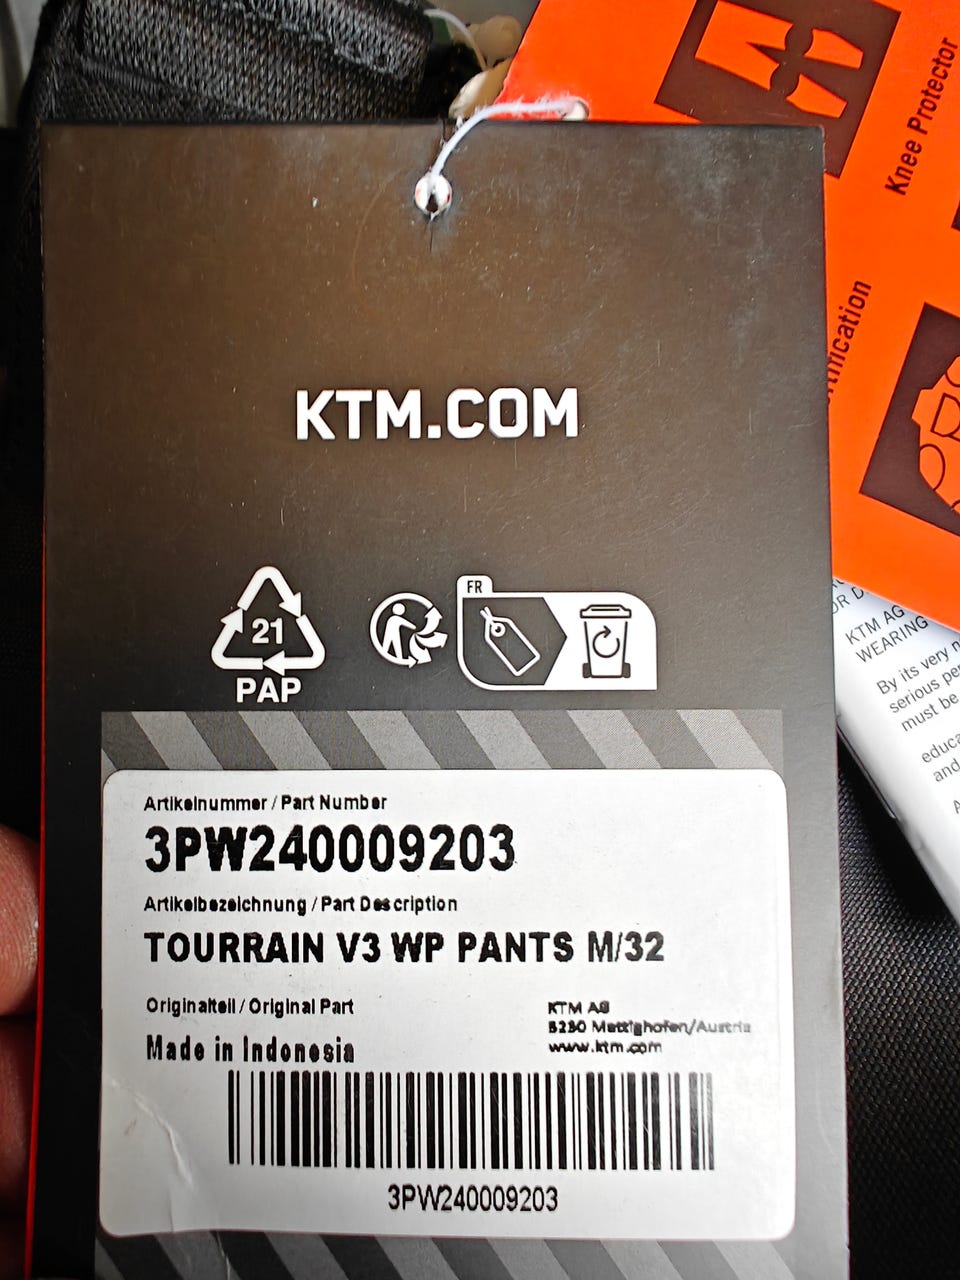 Knee Protector
KTM.COM
21
PAP
FR
Artikelnummer / Part Number
3PW240009203
Artikelbezeichnung / Part Description
TOURRAIN V3 WP PANTS M/32
Originalteil / Original Part
Made in Indonesia
KTM AG
5230 Mattighofen/Austria
www.ktm.com
3PW240009203
KTM AG
WEARING
By its very
serious
must be
and